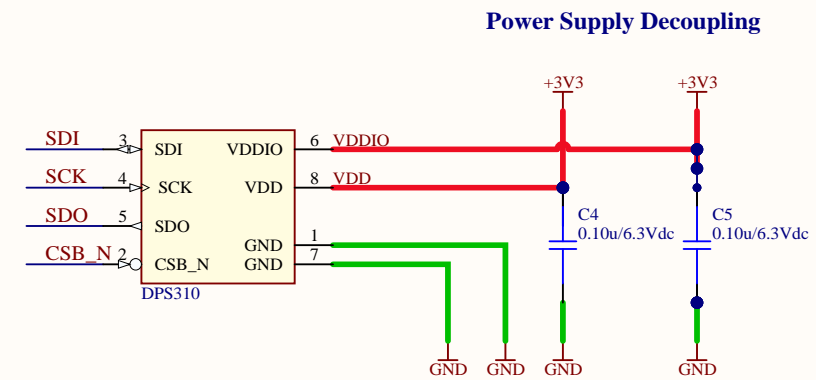 Power Supply Decoupling
+3V3 +3V3
SDI 3 SDI VDDIO 6 VDDIO
SCK 4 SCK VDD 8 VDD
SDO 5 SDO
C4 C5
0.10u/6.3Vdc 0.10u/6.3Vdc
GND 1
CSB_N 2 CSB_N GND 7
DPS310
GND GND GND GND